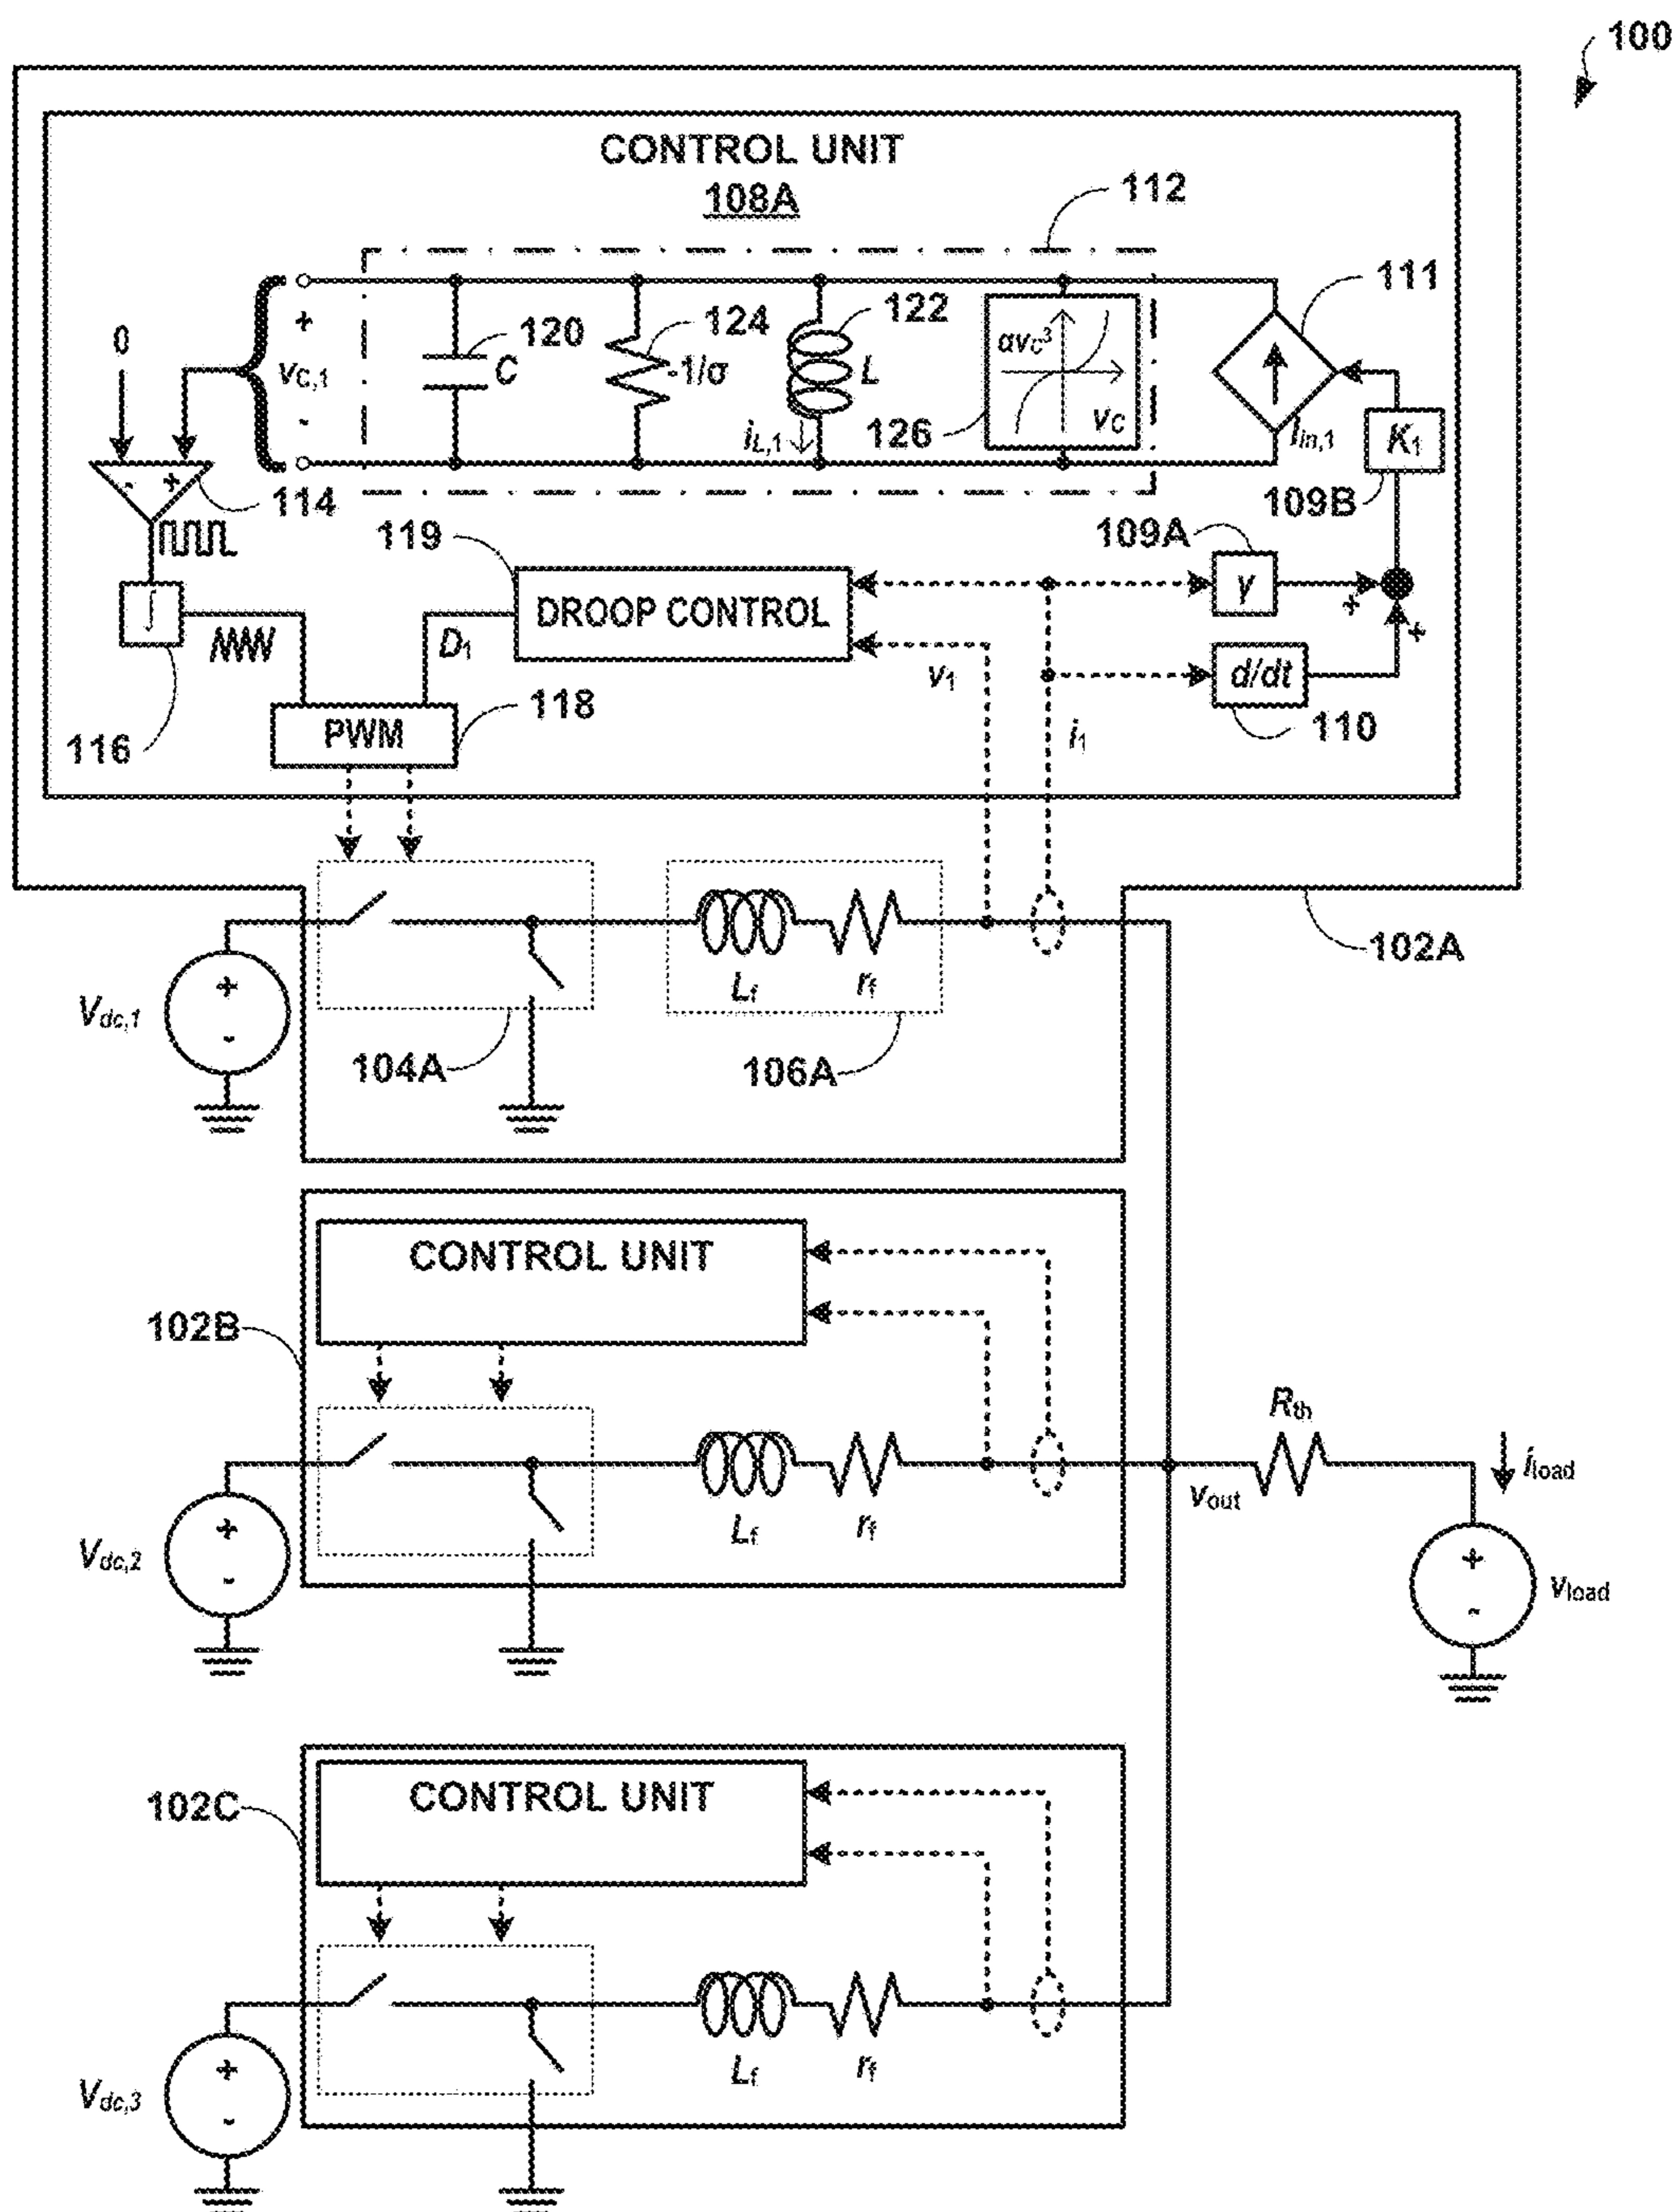 100
CONTROL UNIT
108A
112
111
0
+
vC,1
-
120
C
124
-1/σ
122
L
iL,1
αvC³
vC
126
Iin,1
K1
109B
- +
114
119
109A
DROOP CONTROL
γ
+
+
∫
D1
v1
d/dt
116
PWM
118
i1
110
102A
Vdc,1
+
-
Lf
rf
104A
106A
CONTROL UNIT
102B
Vdc,2
+
-
Lf
rf
vout
Rth
iload
+
-
vload
CONTROL UNIT
102C
Vdc,3
+
-
Lf
rf